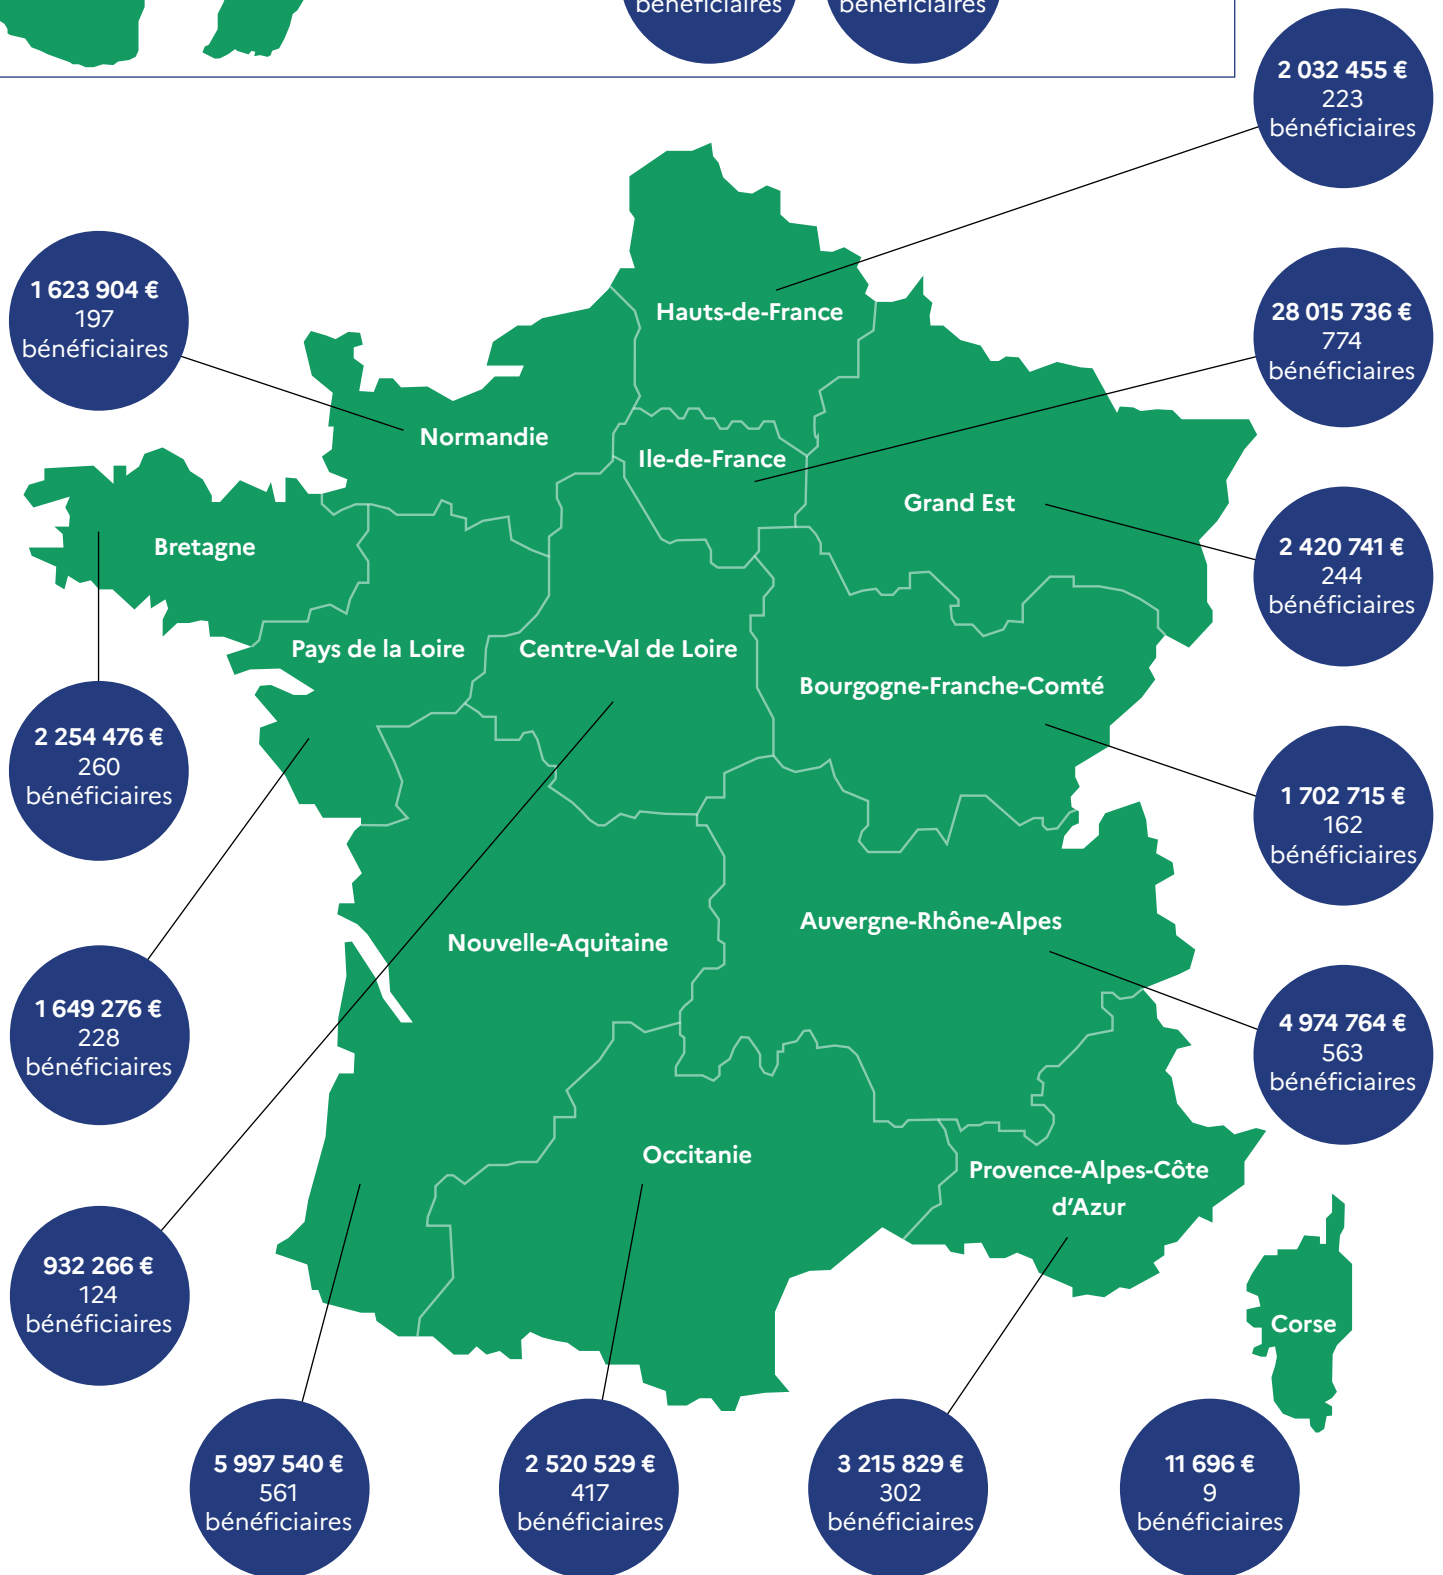 bénéficiaires
bénéficiaires
2 032 455 €
223
bénéficiaires
1 623 904 €
197
bénéficiaires
28 015 736 €
774
bénéficiaires
Hauts-de-France
Normandie
Ile-de-France
Grand Est
2 420 741 €
244
bénéficiaires
Bretagne
Pays de la Loire
Centre-Val de Loire
Bourgogne-Franche-Comté
2 254 476 €
260
bénéficiaires
1 702 715 €
162
bénéficiaires
Auvergne-Rhône-Alpes
Nouvelle-Aquitaine
1 649 276 €
228
bénéficiaires
4 974 764 €
563
bénéficiaires
Occitanie
Provence-Alpes-Côte
d'Azur
932 266 €
124
bénéficiaires
Corse
5 997 540 €
561
bénéficiaires
2 520 529 €
417
bénéficiaires
3 215 829 €
302
bénéficiaires
11 696 €
9
bénéficiaires